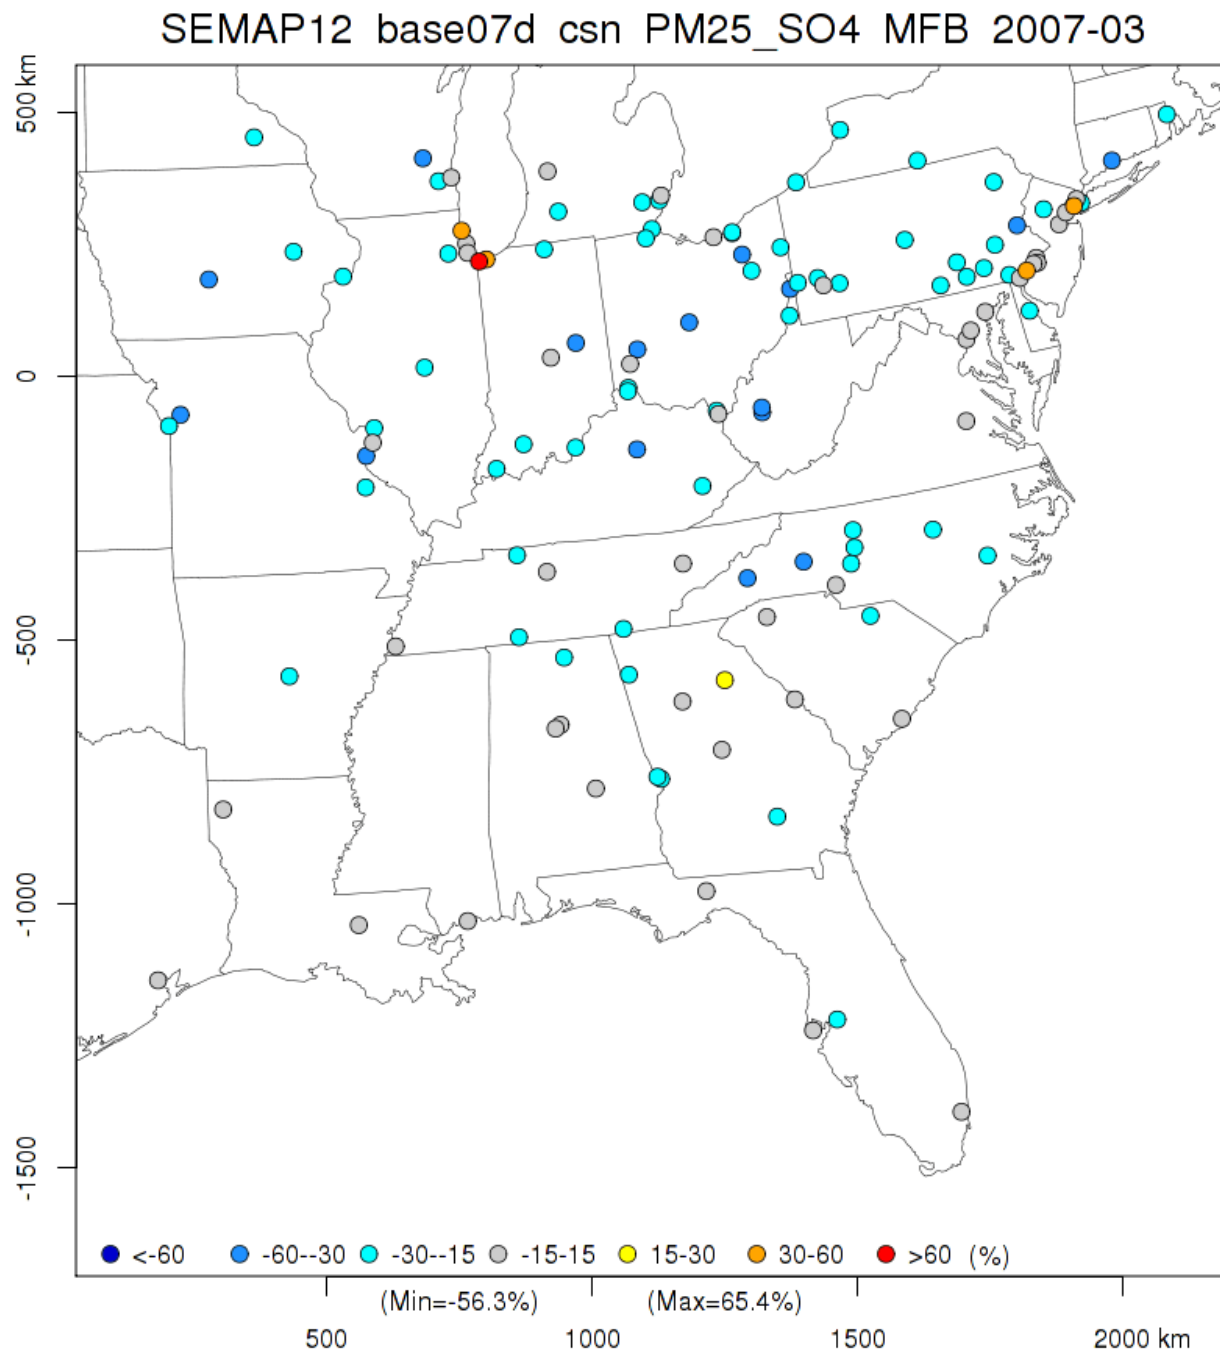 SEMAP12 base07d csn PM25_SO4 MFB 2007-03
500 km
0
-500
-1000
-1500
<-60 -60--30 -30--15 -15-15 15-30 30-60 >60 (%)
(Min=-56.3%) (Max=65.4%)
500 1000 1500 2000 km